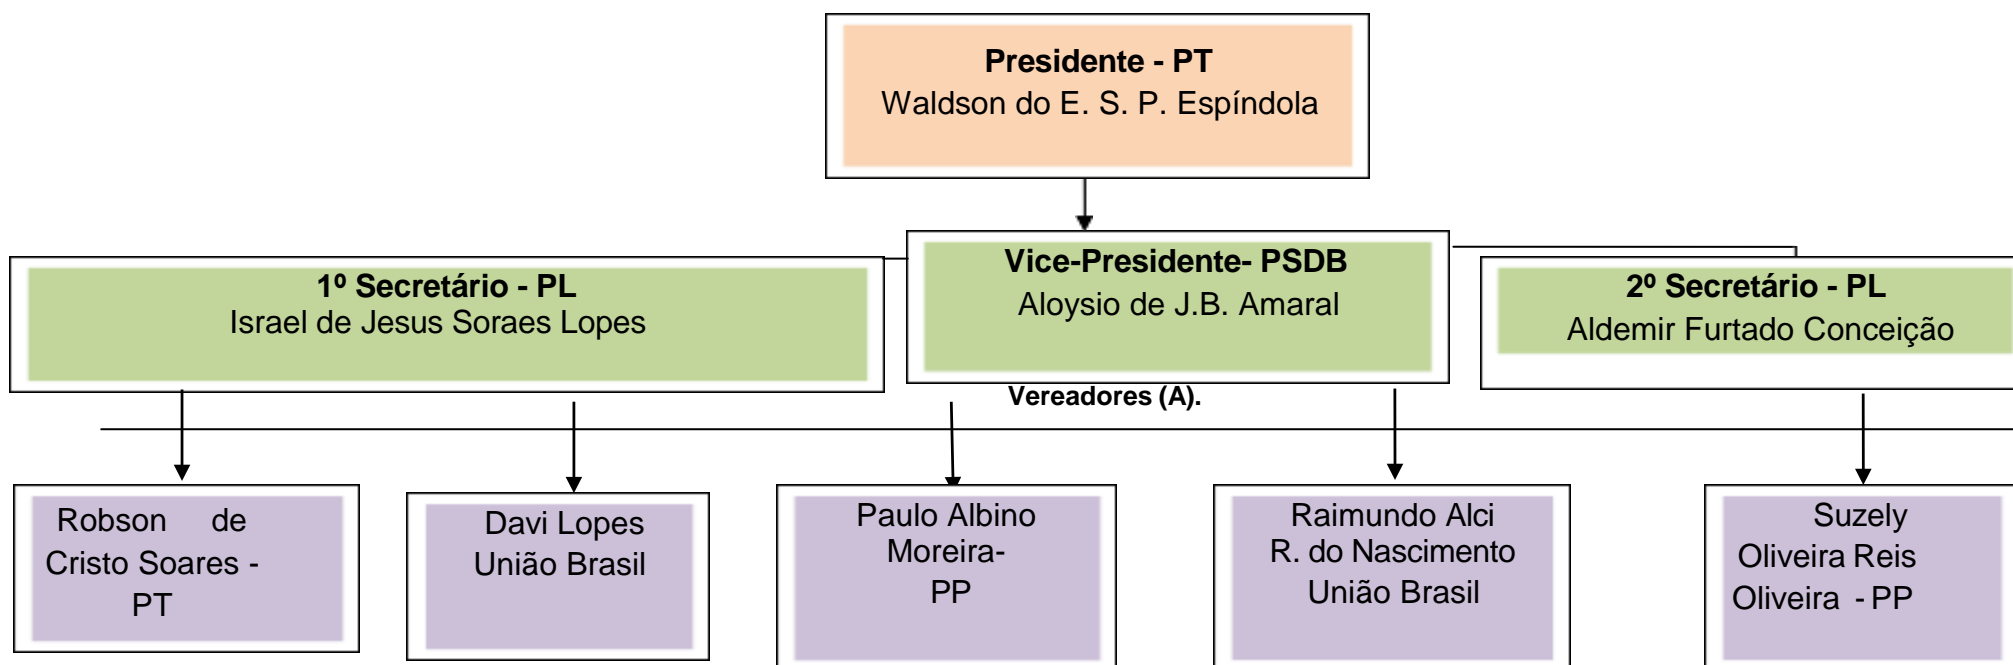 Presidente - PT
Waldson do E. S. P. Espíndola
Vice-Presidente- PSDB
Aloysio de J.B. Amaral
1º Secretário - PL
Israel de Jesus Soraes Lopes
2º Secretário - PL
Aldemir Furtado Conceição
Vereadores (A).
Robson de
Cristo Soares -
PT
Davi Lopes
União Brasil
Paulo Albino
Moreira-
PP
Raimundo Alci
R. do Nascimento
União Brasil
Suzely
Oliveira Reis
Oliveira - PP